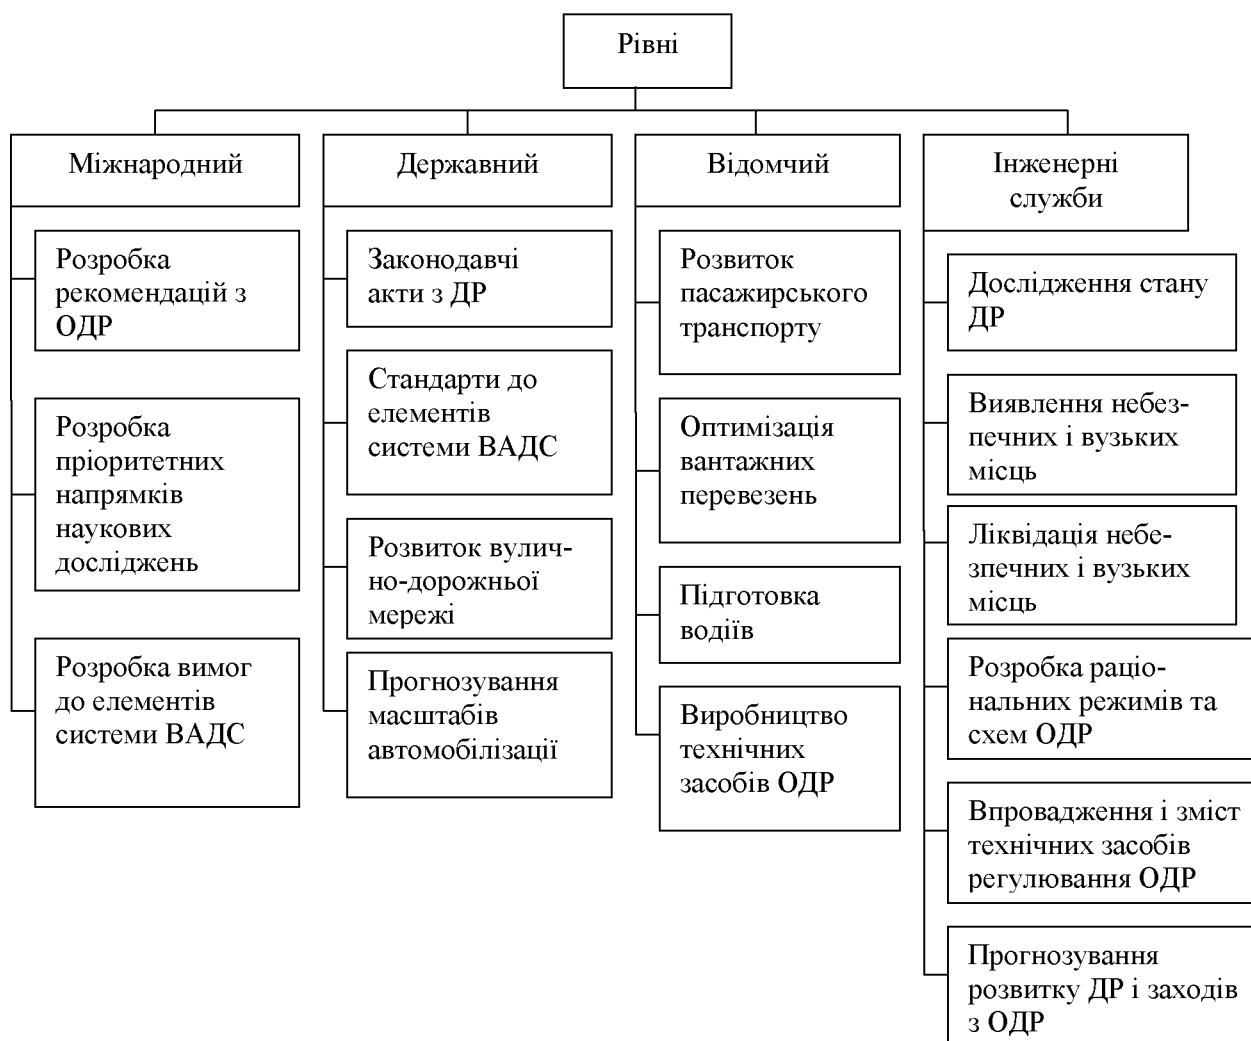 Рівні
Міжнародний
Розробка
рекомендацій з
ОДР
Розробка
пріоритетних
напрямків
наукових
досліджень
Розробка вимог
до елементів
системи ВАДС
Державний
Законодавчі
акти з ДР
Стандарти до
елементів
системи ВАДС
Розвиток вулич-
но-дорожньої
мережі
Прогнозування
масштабів
автомобілізації
Відомчий
Розвиток
пасажирського
транспорту
Оптимізація
вантажних
перевезень
Підготовка
водіїв
Виробництво
технічних
засобів ОДР
Інженерні
служби
Дослідження стану
ДР
Виявлення небез-
печних і вузьких
місць
Ліквідація небе-
зпечних і вузьких
місць
Розробка раціо-
нальних режимів та
схем ОДР
Впровадження і зміст
технічних засобів
регулювання ОДР
Прогнозування
розвитку ДР і заходів
з ОДР